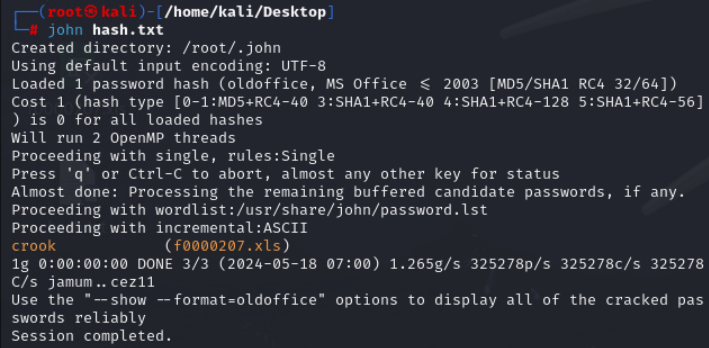 ┌──(root㉿kali)-[/home/kali/Desktop]
└─# john hash.txt
Created directory: /root/.john
Using default input encoding: UTF-8
Loaded 1 password hash (oldoffice, MS Office ≤ 2003 [MD5/SHA1 RC4 32/64])
Cost 1 (hash type [0-1:MD5+RC4-40 3:SHA1+RC4-40 4:SHA1+RC4-128 5:SHA1+RC4-56]
) is 0 for all loaded hashes
Will run 2 OpenMP threads
Proceeding with single, rules:Single
Press 'q' or Ctrl-C to abort, almost any other key for status
Almost done: Processing the remaining buffered candidate passwords, if any.
Proceeding with wordlist:/usr/share/john/password.lst
Proceeding with incremental:ASCII
crook            (f0000207.xls)
1g 0:00:00:00 DONE 3/3 (2024-05-18 07:00) 1.265g/s 325278p/s 325278c/s 325278
C/s jamum..cez11
Use the "--show --format=oldoffice" options to display all of the cracked pas
swords reliably
Session completed.